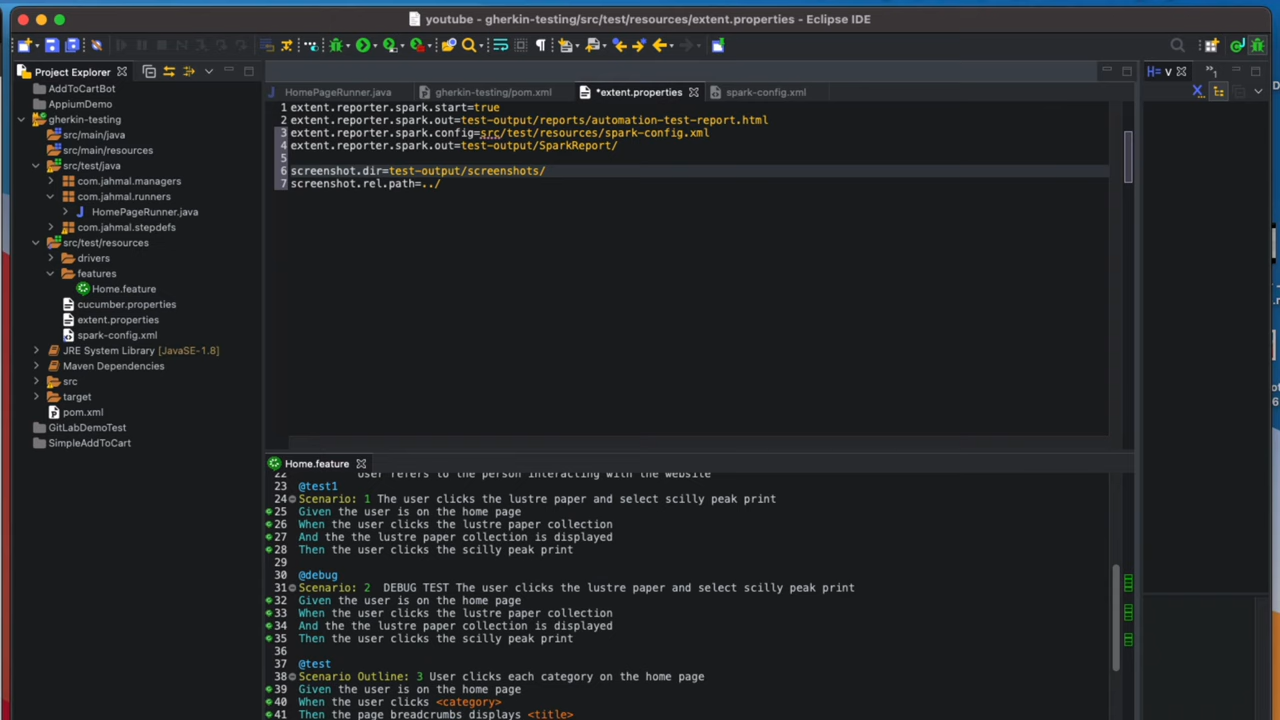 youtube - gherkin-testing/src/test/resources/extent.properties - Eclipse IDE
Project Explorer
AddToCartBot
AppiumDemo
gherkin-testing
src/main/java
src/main/resources
src/test/java
com.jahmal.managers
com.jahmal.runners
HomePageRunner.java
com.jahmal.stepdefs
src/test/resources
drivers
features
Home.feature
cucumber.properties
extent.properties
spark-config.xml
JRE System Library [JavaSE-1.8]
Maven Dependencies
src
target
pom.xml
GitLabDemoTest
SimpleAddToCart
HomePageRunner.java
gherkin-testing/pom.xml
*extent.properties
spark-config.xml
1 extent.reporter.spark.start=true
2 extent.reporter.spark.out=test-output/reports/automation-test-report.html
3 extent.reporter.spark.config=src/test/resources/spark-config.xml
4 extent.reporter.spark.out=test-output/SparkReport/
5
6 screenshot.dir=test-output/screenshots/
7 screenshot.rel.path=../
Home.feature
22 User refers to the person interacting with the website
23 @test1
24 Scenario: 1 The user clicks the lustre paper and select scilly peak print
25 Given the user is on the home page
26 When the user clicks the lustre paper collection
27 And the the lustre paper collection is displayed
28 Then the user clicks the scilly peak print
29
30 @debug
31 Scenario: 2  DEBUG TEST The user clicks the lustre paper and select scilly peak print
32 Given the user is on the home page
33 When the user clicks the lustre paper collection
34 And the the lustre paper collection is displayed
35 Then the user clicks the scilly peak print
36
37 @test
38 Scenario Outline: 3 User clicks each category on the home page
39 Given the user is on the home page
40 When the user clicks <category>
41 Then the page breadcrumbs displays <title>